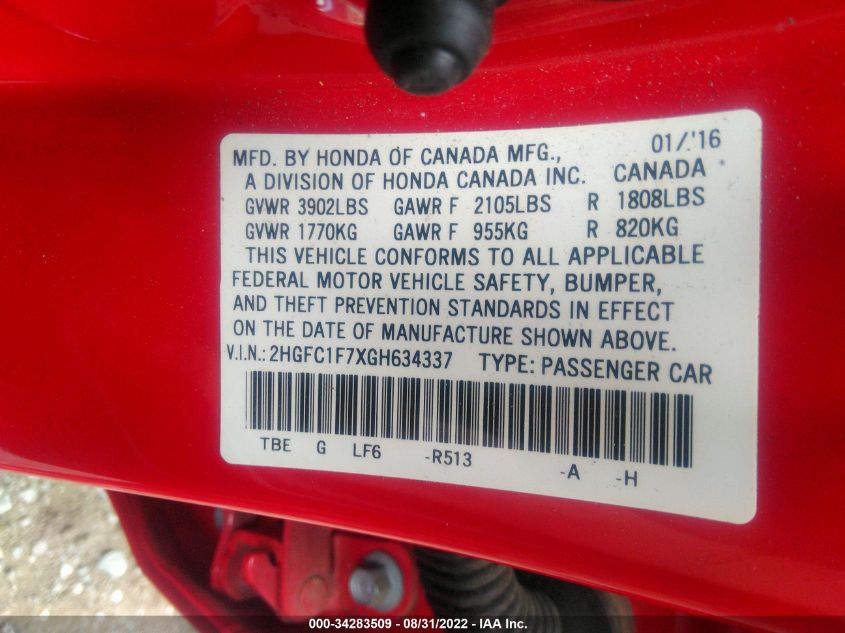 MFD. BY HONDA OF CANADA MFG., 01/'16
A DIVISION OF HONDA CANADA INC. CANADA
GVWR 3902LBS GAWR F 2105LBS R 1808LBS
GVWR 1770KG GAWR F 955KG R 820KG
THIS VEHICLE CONFORMS TO ALL APPLICABLE
FEDERAL MOTOR VEHICLE SAFETY, BUMPER,
AND THEFT PREVENTION STANDARDS IN EFFECT
ON THE DATE OF MANUFACTURE SHOWN ABOVE.
V.I.N.: 2HGFC1F7XGH634337 TYPE: PASSENGER CAR
TBE G LF6 -R513 -A -H
000-34283509 - 08/31/2022 - IAA Inc.